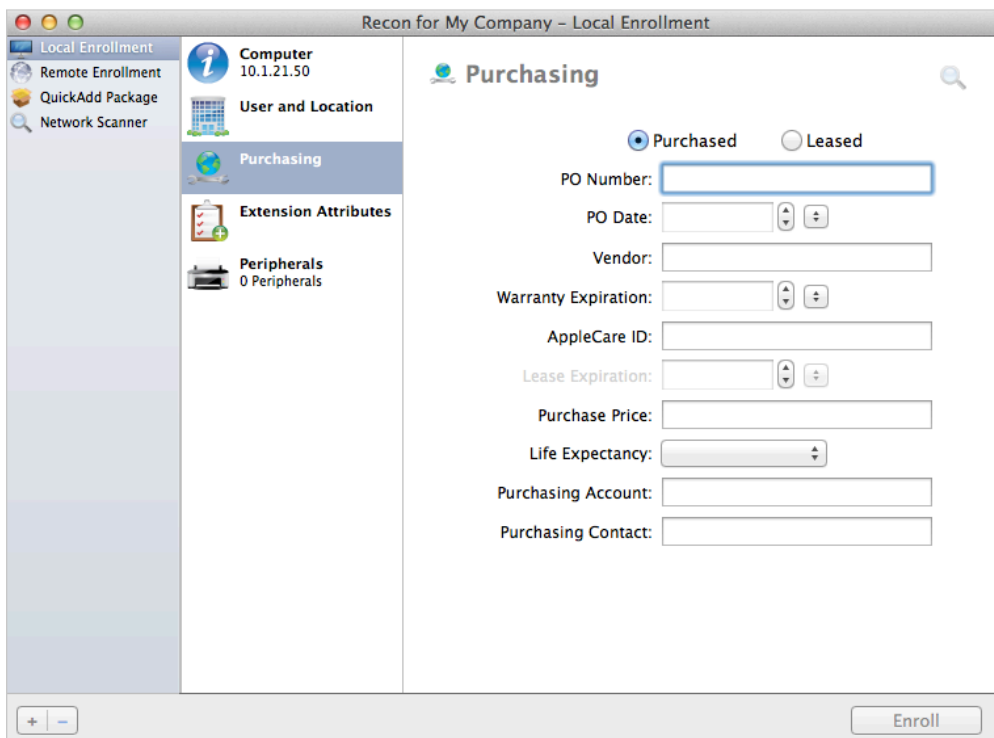 Recon for My Company – Local Enrollment
Local Enrollment
Remote Enrollment
QuickAdd Package
Network Scanner
Computer
10.1.21.50
User and Location
Purchasing
Extension Attributes
Peripherals
0 Peripherals
Purchasing
Purchased
Leased
PO Number:
PO Date:
Vendor:
Warranty Expiration:
AppleCare ID:
Lease Expiration:
Purchase Price:
Life Expectancy:
Purchasing Account:
Purchasing Contact:
+ –
Enroll